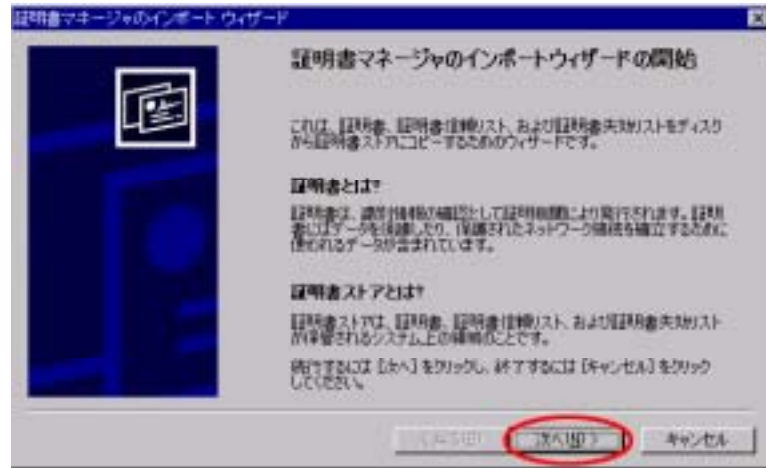 証明書マネージャのインポート ウィザード
証明書マネージャのインポートウィザードの開始
これは、証明書、証明書信頼リスト、および証明書失効リストをディスク
から証明書ストアにコピーするためのウィザードです。
証明書とは?
証明書は、識別情報の確認として証明機関により発行されます。証明
書にはデータを保護したり、保護されたネットワーク接続を確立するために
使われるデータが含まれています。
証明書ストアとは?
証明書ストアは、証明書、証明書信頼リスト、および証明書失効リスト
が保管されるシステム上の領域のことです。
続行するには [次へ] をクリックし、終了するには [キャンセル] をクリック
してください。
< 戻る(B)
次へ(N) >
キャンセル